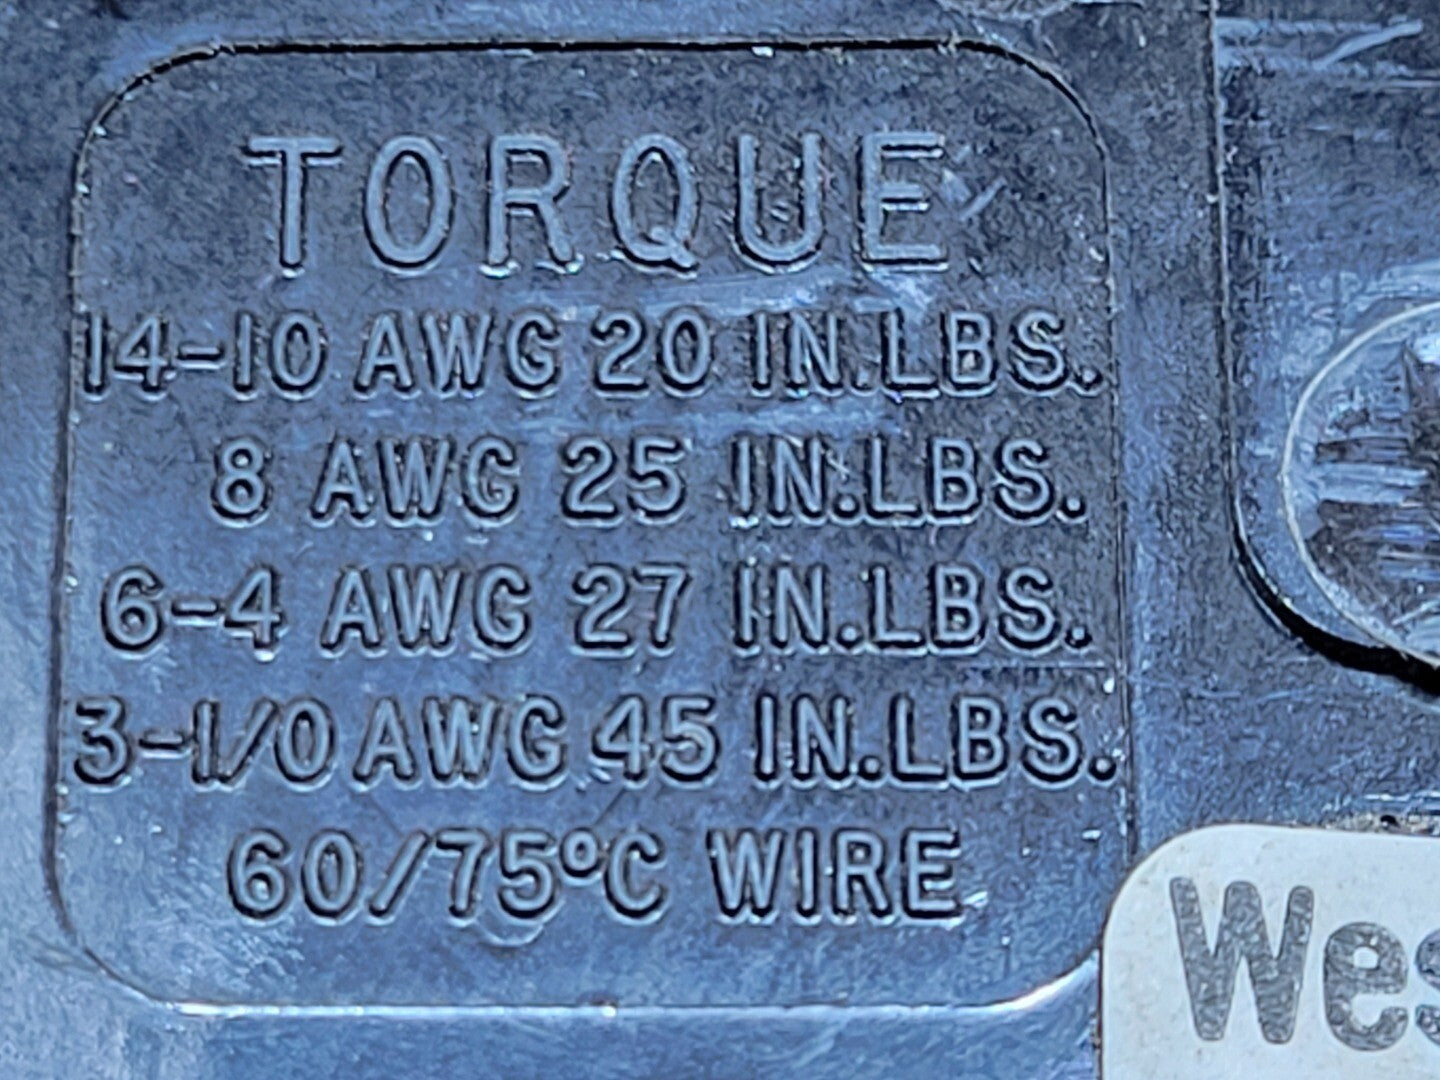 TORQUE
14-10 AWG 20 IN.LBS.
8 AWG 25 IN.LBS.
6-4 AWG 27 IN.LBS.
3-1/0 AWG 45 IN.LBS.
60/75°C WIRE